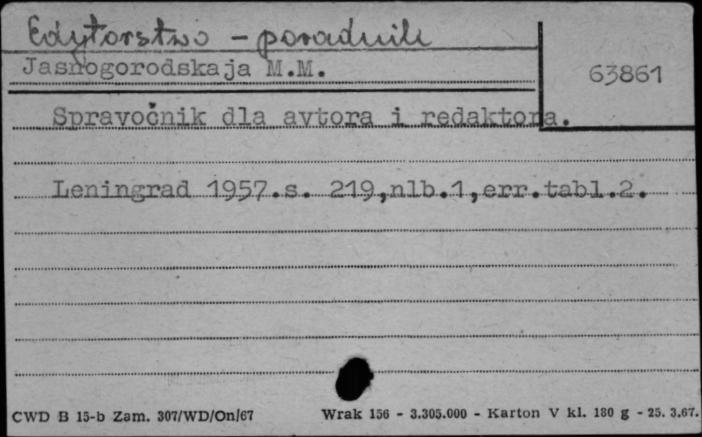 Edytorstwo - poradnik
Jasnogorodskaja M.M.
63861
Spravočnik dla avtora i redaktora.
Leningrad 1957.s. 219,nlb.1,err.tabl.2.
CWD B 15-b Zam. 307/WD/On/67 Wrak 156 - 3.305.000 - Karton V kl. 180 g - 25. 3.67.